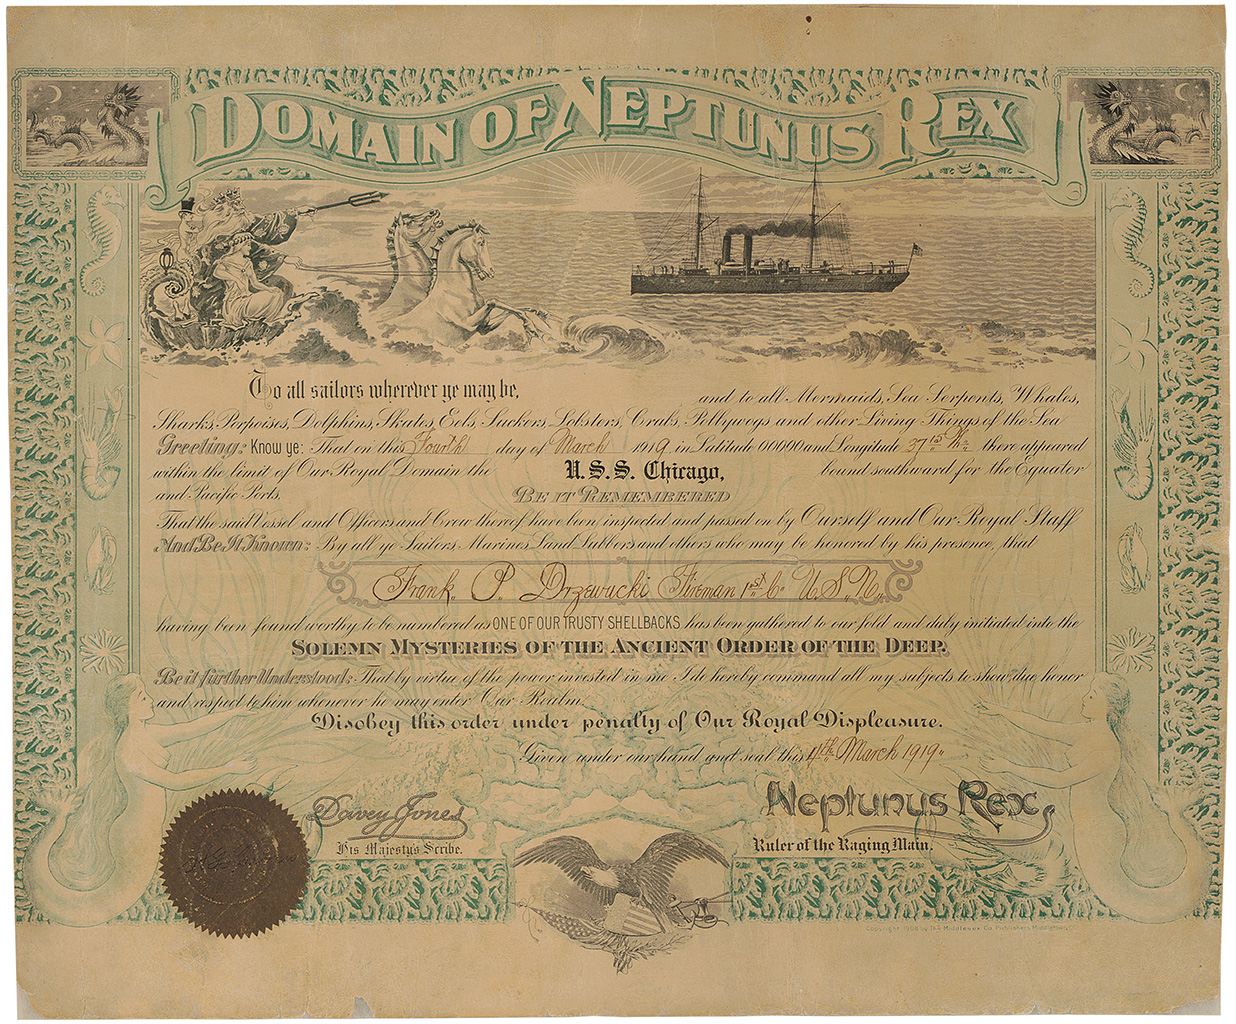 DOMAIN OF NEPTUNUS REX
To all sailors wherever ye may be, and to all Mermaids, Sea Serpents, Whales,
Sharks, Porpoises, Dolphins, Skates, Eels, Suckers, Lobsters, Crabs, Pollywogs and other Living Things of the Sea
Greeting: Know ye: That on this Fourth day of March 1919 in Latitude 00000 and Longitude 37 there appeared
within the limit of Our Royal Domain the U.S.S. Chicago, bound southward for the Equator
and Pacific Ports.
BE IT REMEMBERED
That the said Vessel and Officers and Crew thereof have been inspected and passed on by Ourself and Our Royal Staff
And Be It Known: By all ye Sailors, Marines, Land Lubbers and others who may be honored by his presence, that
Frank. P. Drzewucki Fireman 1st C. U.S.N.
having been found worthy to be numbered as ONE OF OUR TRUSTY SHELLBACKS has been gathered to our fold and duly initiated into the
SOLEMN MYSTERIES OF THE ANCIENT ORDER OF THE DEEP.
Be it further Understood: That by virtue of the power invested in me I do hereby command all my subjects to show due honor
and respect to him whenever he may enter Our Realm.
Disobey this order under penalty of Our Royal Displeasure.
Given under our hand and seal this 4th March 1919.
Davey Jones
His Majesty's Scribe.
Neptunus Rex,
Ruler of the Raging Main.
Copyright 1908 by The Middlesex Co Publishers